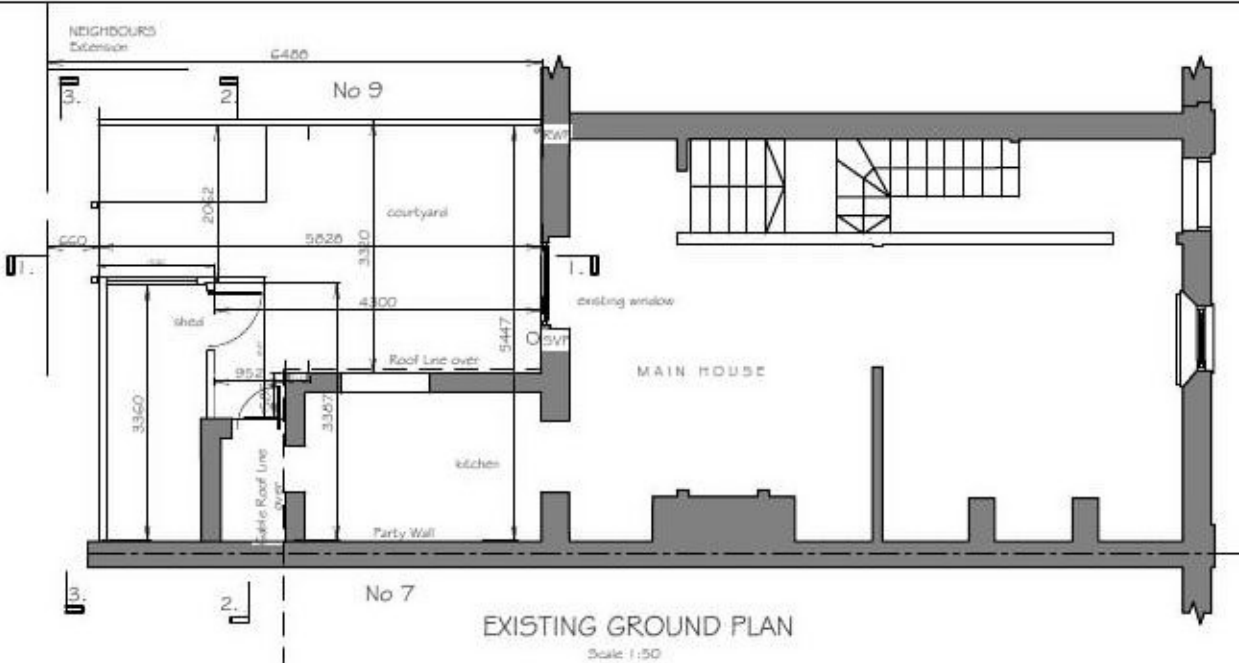 NEIGHBOURS
Extension
6488
3.
2.
No 9
RWP
2062
courtyard
660
5828
3320
1.
1.
4300
existing window
shed
5447
SVP
Roof Line over
952
MAIN HOUSE
3360
3387
kitchen
Gable Roof Line
over
Party Wall
3.
2.
No 7
EXISTING GROUND PLAN
Scale 1:50